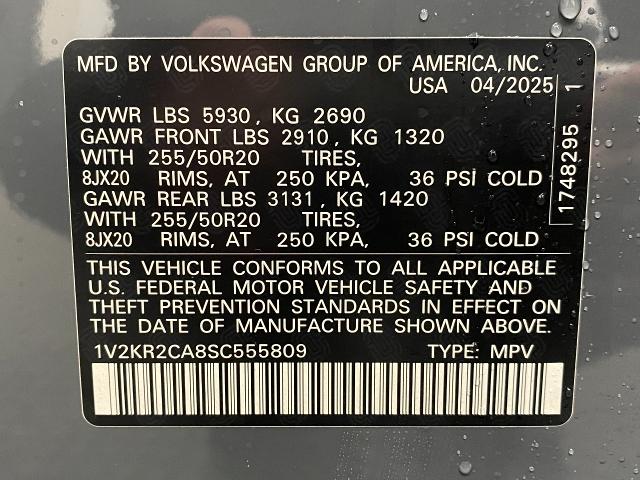 MFD BY VOLKSWAGEN GROUP OF AMERICA, INC.
USA 04/2025
GVWR LBS 5930, KG 2690
GAWR FRONT LBS 2910, KG 1320
WITH 255/50R20 TIRES,
8JX20 RIMS, AT 250 KPA, 36 PSI COLD
GAWR REAR LBS 3131, KG 1420
WITH 255/50R20 TIRES,
8JX20 RIMS, AT 250 KPA, 36 PSI COLD
1748295 1
THIS VEHICLE CONFORMS TO ALL APPLICABLE
U.S. FEDERAL MOTOR VEHICLE SAFETY AND
THEFT PREVENTION STANDARDS IN EFFECT ON
THE DATE OF MANUFACTURE SHOWN ABOVE.
1V2KR2CA8SC555809 TYPE: MPV